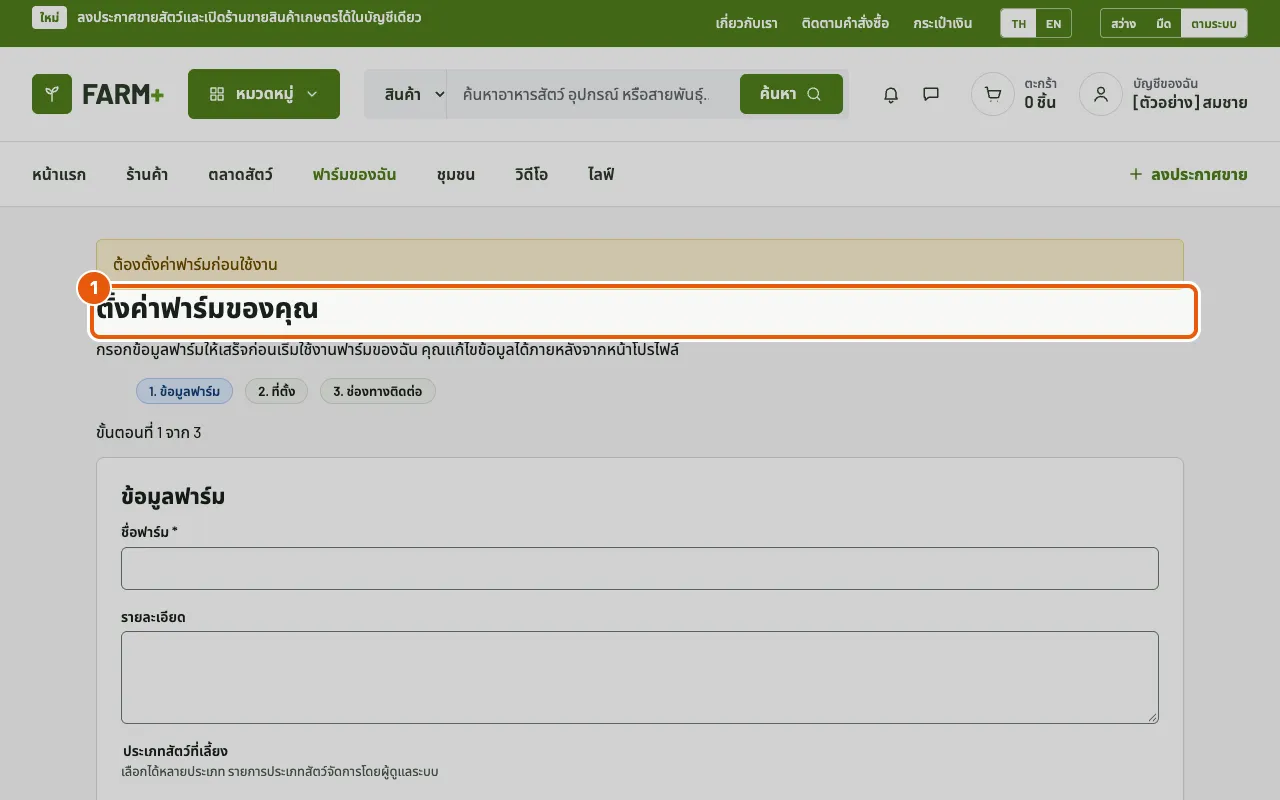 ใหม่ ลงประกาศขายสัตว์และเปิดร้านขายสินค้าเกษตรได้ในบัญชีเดียว เกี่ยวกับเรา ติดตามคำสั่งซื้อ กระเป๋าเงิน TH EN สว่าง มืด ตามระบบ
FARM+ หมวดหมู่ สินค้า ค้นหาอาหารสัตว์ อุปกรณ์ หรือสายพันธุ์.. ค้นหา
ตะกร้า
0 ชิ้น
บัญชีของฉัน
[ตัวอย่าง] สมชาย
หน้าแรก ร้านค้า ตลาดสัตว์ ฟาร์มของฉัน ชุมชน วิดีโอ ไลฟ์ + ลงประกาศขาย
ต้องตั้งค่าฟาร์มก่อนใช้งาน
1
ตั้งค่าฟาร์มของคุณ
กรอกข้อมูลฟาร์มให้เสร็จก่อนเริ่มใช้งานฟาร์มของฉัน คุณแก้ไขข้อมูลได้ภายหลังจากหน้าโปรไฟล์
1. ข้อมูลฟาร์ม 2. ที่ตั้ง 3. ช่องทางติดต่อ
ขั้นตอนที่ 1 จาก 3
ข้อมูลฟาร์ม
ชื่อฟาร์ม *
รายละเอียด
ประเภทสัตว์ที่เลี้ยง
เลือกได้หลายประเภท รายการประเภทสัตว์จัดการโดยผู้ดูแลระบบ